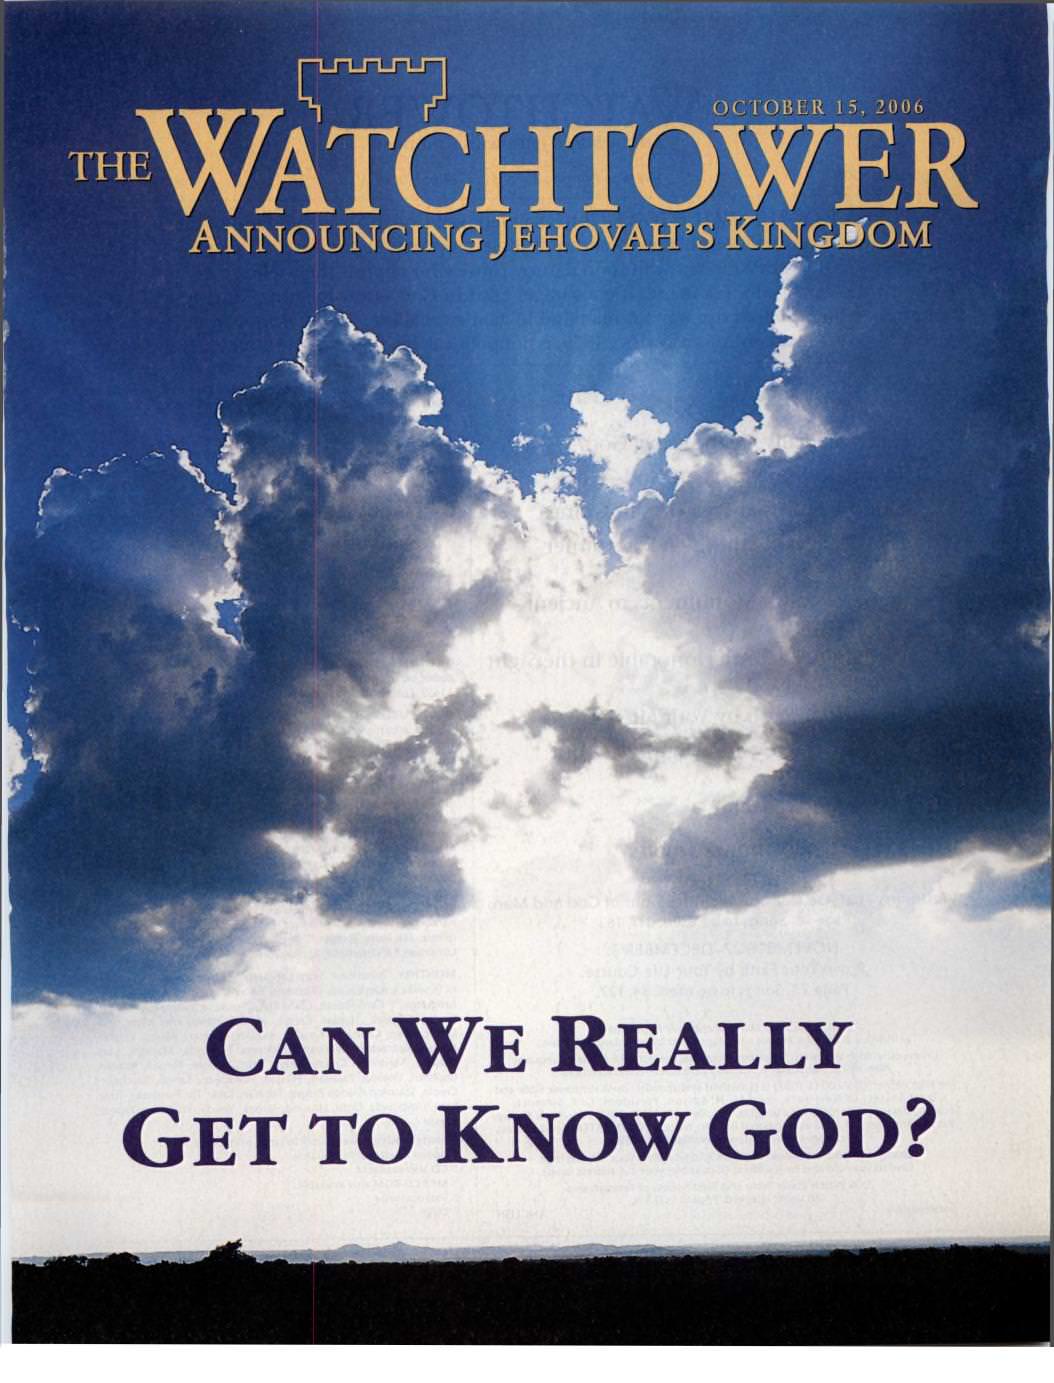 OCTOBER 15, 2006
THE WATCHTOWER
ANNOUNCING JEHOVAH'S KINGDOM
CAN WE REALLY
GET TO KNOW GOD?